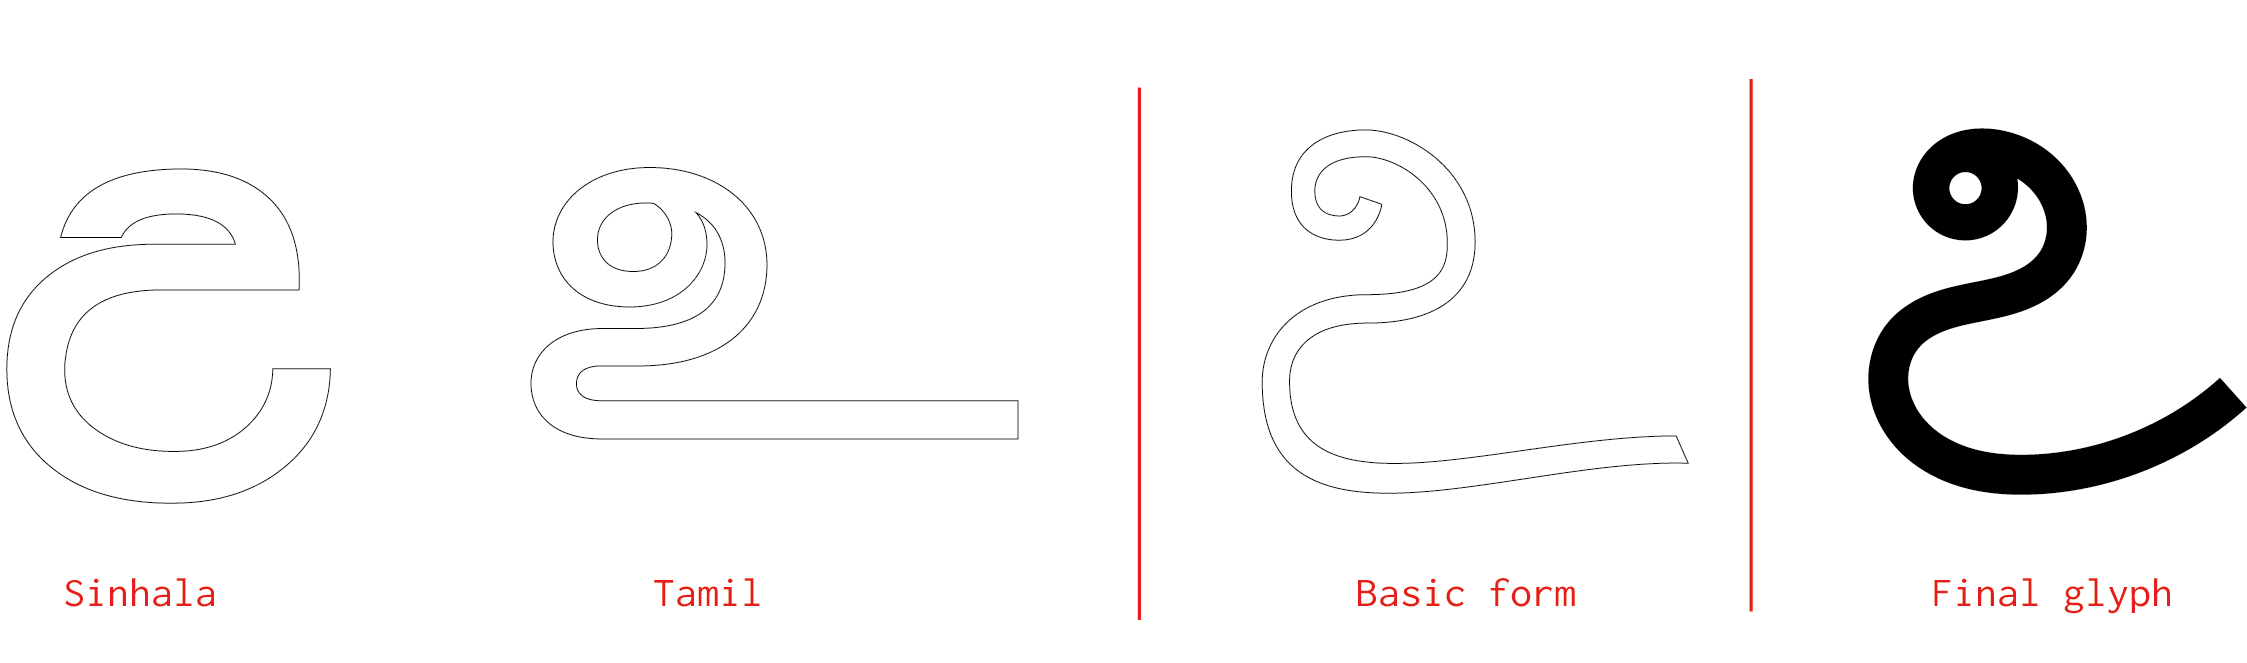 උ உ
Sinhala Tamil Basic form Final glyph